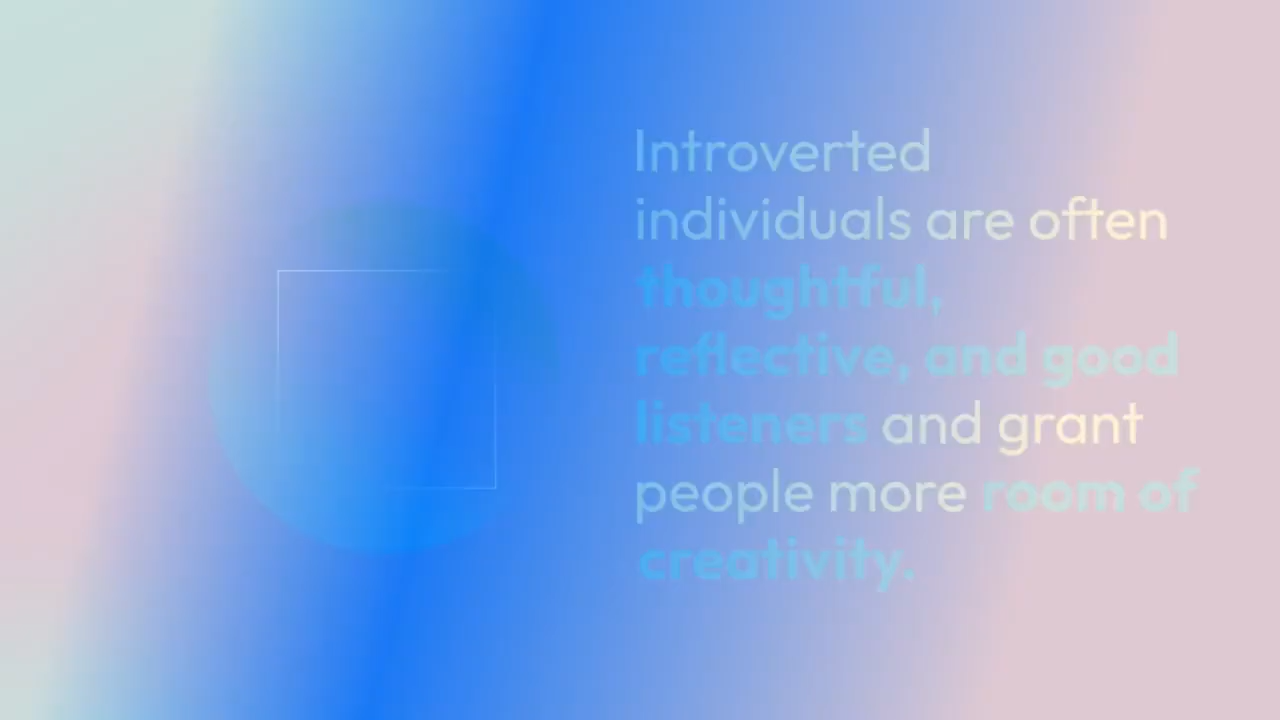 Introverted
individuals are often
thoughtful,
reflective, and good
listeners and grant
people more room of
creativity.